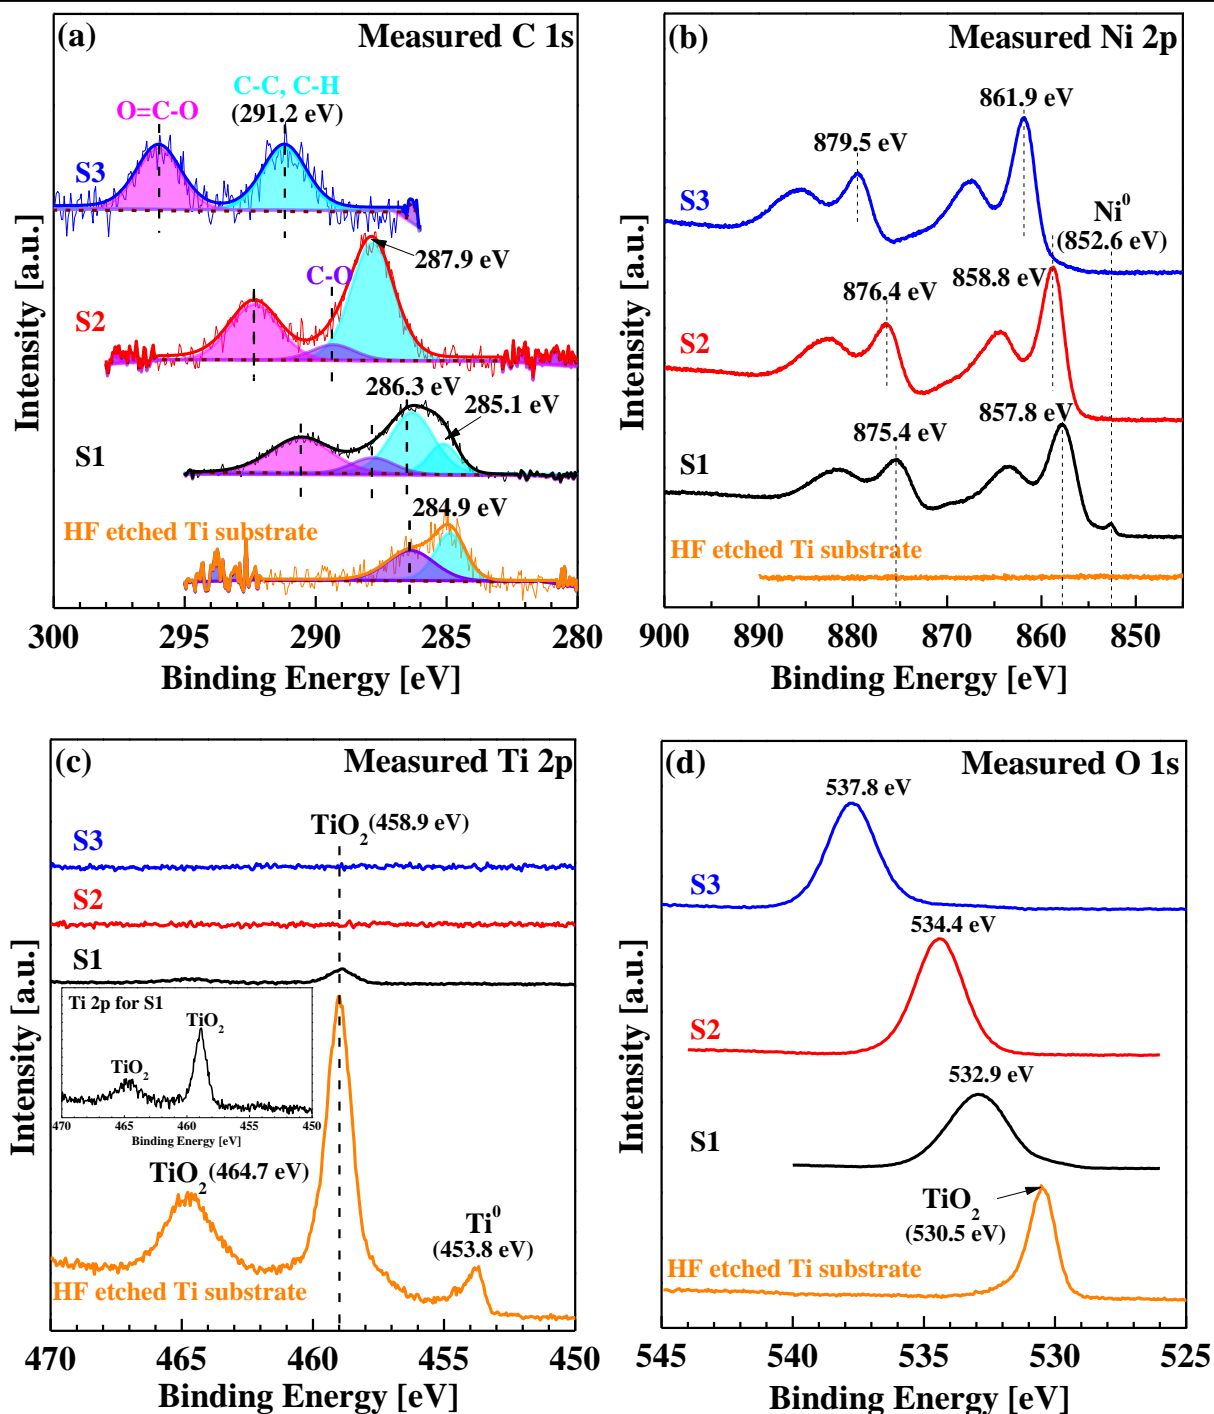 (a)
Measured C 1s
C-C, C-H
O=C-O
(291.2 eV)
S3
287.9 eV
C-O
S2
286.3 eV
285.1 eV
S1
284.9 eV
HF etched Ti substrate
Intensity [a.u.]
300 295 290 285 280
Binding Energy [eV]
(b)
Measured Ni 2p
861.9 eV
879.5 eV
S3
Ni⁰
(852.6 eV)
858.8 eV
876.4 eV
S2
857.8 eV
875.4 eV
S1
HF etched Ti substrate
Intensity [a.u.]
900 890 880 870 860 850
Binding Energy [eV]
(c)
Measured Ti 2p
TiO₂ (458.9 eV)
S3
S2
S1
Ti 2p for S1
TiO₂
TiO₂
470 465 460 455 450
Binding Energy [eV]
TiO₂ (464.7 eV)
Ti⁰
(453.8 eV)
HF etched Ti substrate
Intensity [a.u.]
470 465 460 455 450
Binding Energy [eV]
(d)
Measured O 1s
537.8 eV
S3
534.4 eV
S2
532.9 eV
S1
TiO₂
(530.5 eV)
HF etched Ti substrate
Intensity [a.u.]
545 540 535 530 525
Binding Energy [eV]